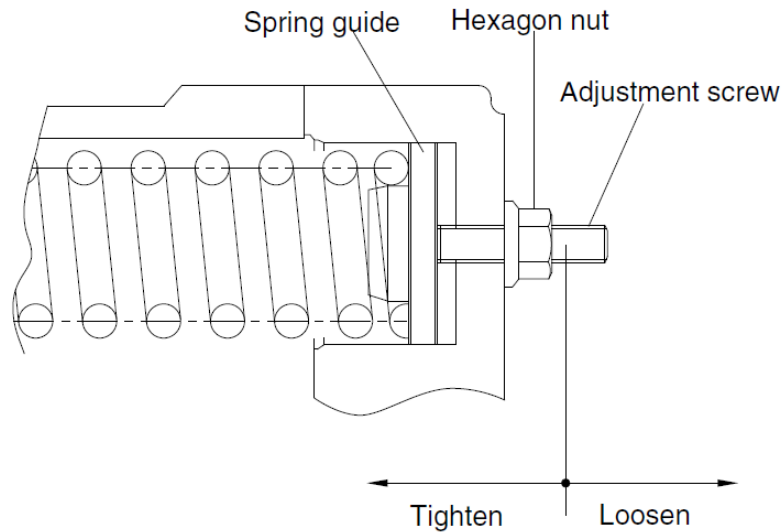 Spring guide
Hexagon nut
Adjustment screw
Tighten
Loosen